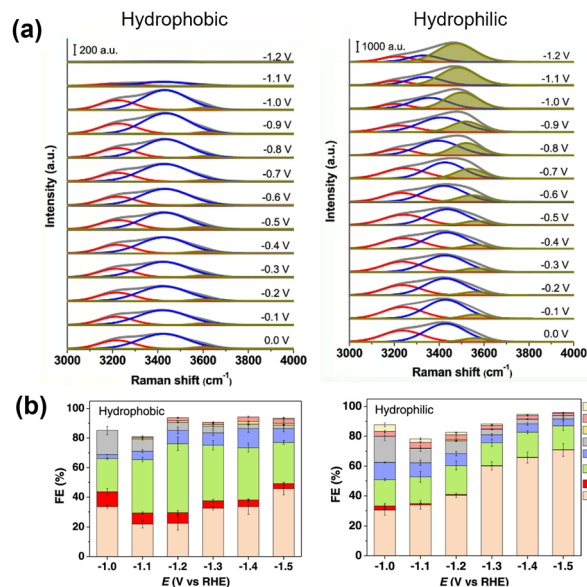 (a)
Hydrophobic
Hydrophilic
200 a.u.
-1.2 V
-1.1 V
-1.0 V
-0.9 V
-0.8 V
-0.7 V
-0.6 V
-0.5 V
-0.4 V
-0.3 V
-0.2 V
-0.1 V
0.0 V
Intensity (a.u.)
3000 3200 3400 3600 3800 4000
Raman shift (cm⁻¹)
1000 a.u.
-1.2 V
-1.1 V
-1.0 V
-0.9 V
-0.8 V
-0.7 V
-0.6 V
-0.5 V
-0.4 V
-0.3 V
-0.2 V
-0.1 V
0.0 V
Intensity (a.u.)
3000 3200 3400 3600 3800 4000
Raman shift (cm⁻¹)
(b)
Hydrophobic
100
80
60
40
20
0
FE (%)
-1.0 -1.1 -1.2 -1.3 -1.4 -1.5
E (V vs RHE)
Hydrophilic
100
80
60
40
20
0
FE (%)
-1.0 -1.1 -1.2 -1.3 -1.4 -1.5
E (V vs RHE)